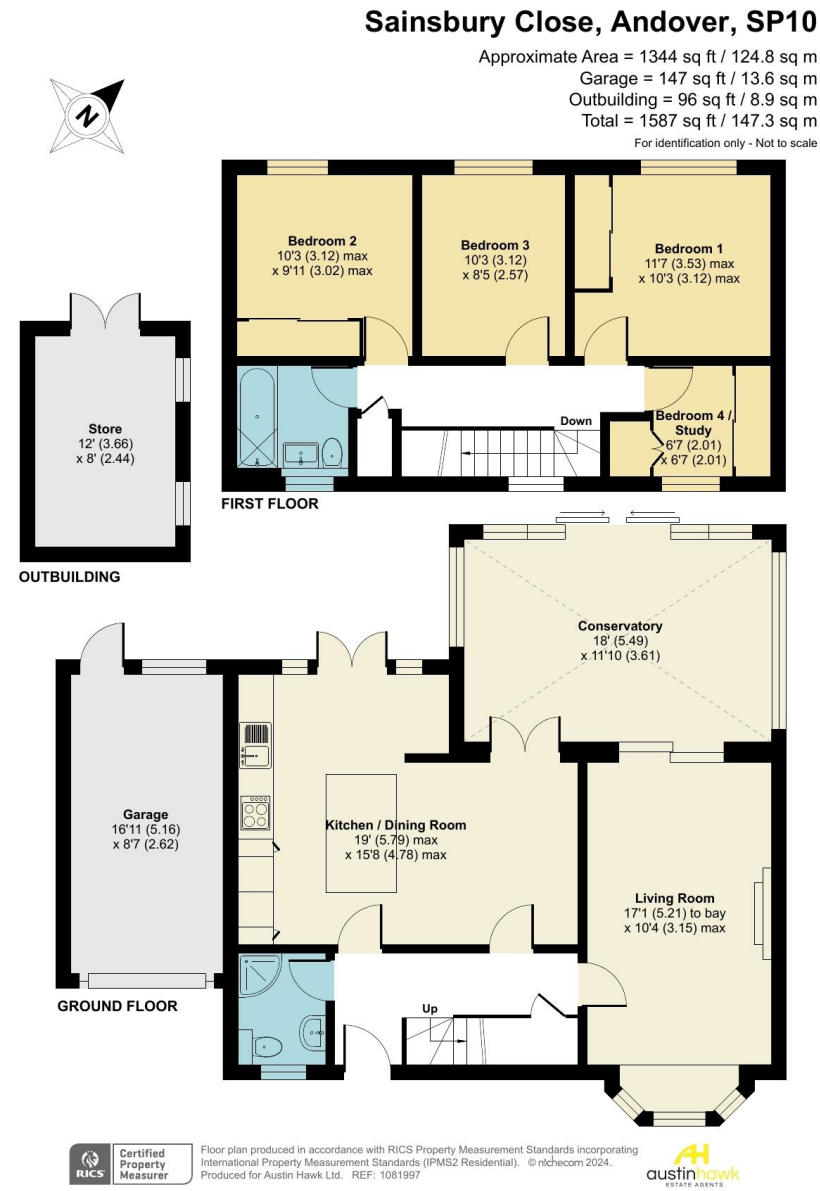 Sainsbury Close, Andover, SP10
Approximate Area = 1344 sq ft / 124.8 sq m
Garage = 147 sq ft / 13.6 sq m
Outbuilding = 96 sq ft / 8.9 sq m
Total = 1587 sq ft / 147.3 sq m
For identification only - Not to scale
N
Bedroom 2
10'3 (3.12) max
x 9'11 (3.02) max
Bedroom 3
10'3 (3.12)
x 8'5 (2.57)
Bedroom 1
11'7 (3.53) max
x 10'3 (3.12) max
Down
Bedroom 4 /
Study
6'7 (2.01)
x 6'7 (2.01)
FIRST FLOOR
Store
12' (3.66)
x 8' (2.44)
OUTBUILDING
Conservatory
18' (5.49)
x 11'10 (3.61)
Garage
16'11 (5.16)
x 8'7 (2.62)
Kitchen / Dining Room
19' (5.79) max
x 15'8 (4.78) max
Living Room
17'1 (5.21) to bay
x 10'4 (3.15) max
Up
GROUND FLOOR
RICS
Certified
Property
Measurer
Floor plan produced in accordance with RICS Property Measurement Standards incorporating
International Property Measurement Standards (IPMS2 Residential). © nichecom 2024.
Produced for Austin Hawk Ltd. REF: 1081997
AH
austinhawk
ESTATE AGENTS